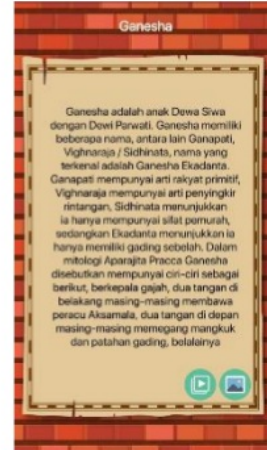 Ganesha
Ganesha adalah anak Dewa Siwa
dengan Dewi Parwati. Ganesha memiliki
beberapa nama, antara lain Ganapati,
Vighnaraja / Sidhinata, nama yang
terkenal adalah Ganesha Ekadanta.
Ganapati mempunyai arti rakyat primitif,
Vighnaraja mempunyai arti penyingkir
rintangan, Sidhinata menunjukkan
ia hanya mempunyai sifat pemurah,
sedangkan Ekadanta menunjukkan ia
hanya memiliki gading sebelah. Dalam
mitologi Aparajita Pracca Ganesha
disebutkan mempunyai ciri-ciri sebagai
berikut, berkepala gajah, dua tangan di
belakang masing-masing membawa
peracu Aksamala, dua tangan di depan
masing-masing memegang mangkuk
dan patahan gading, belalainya